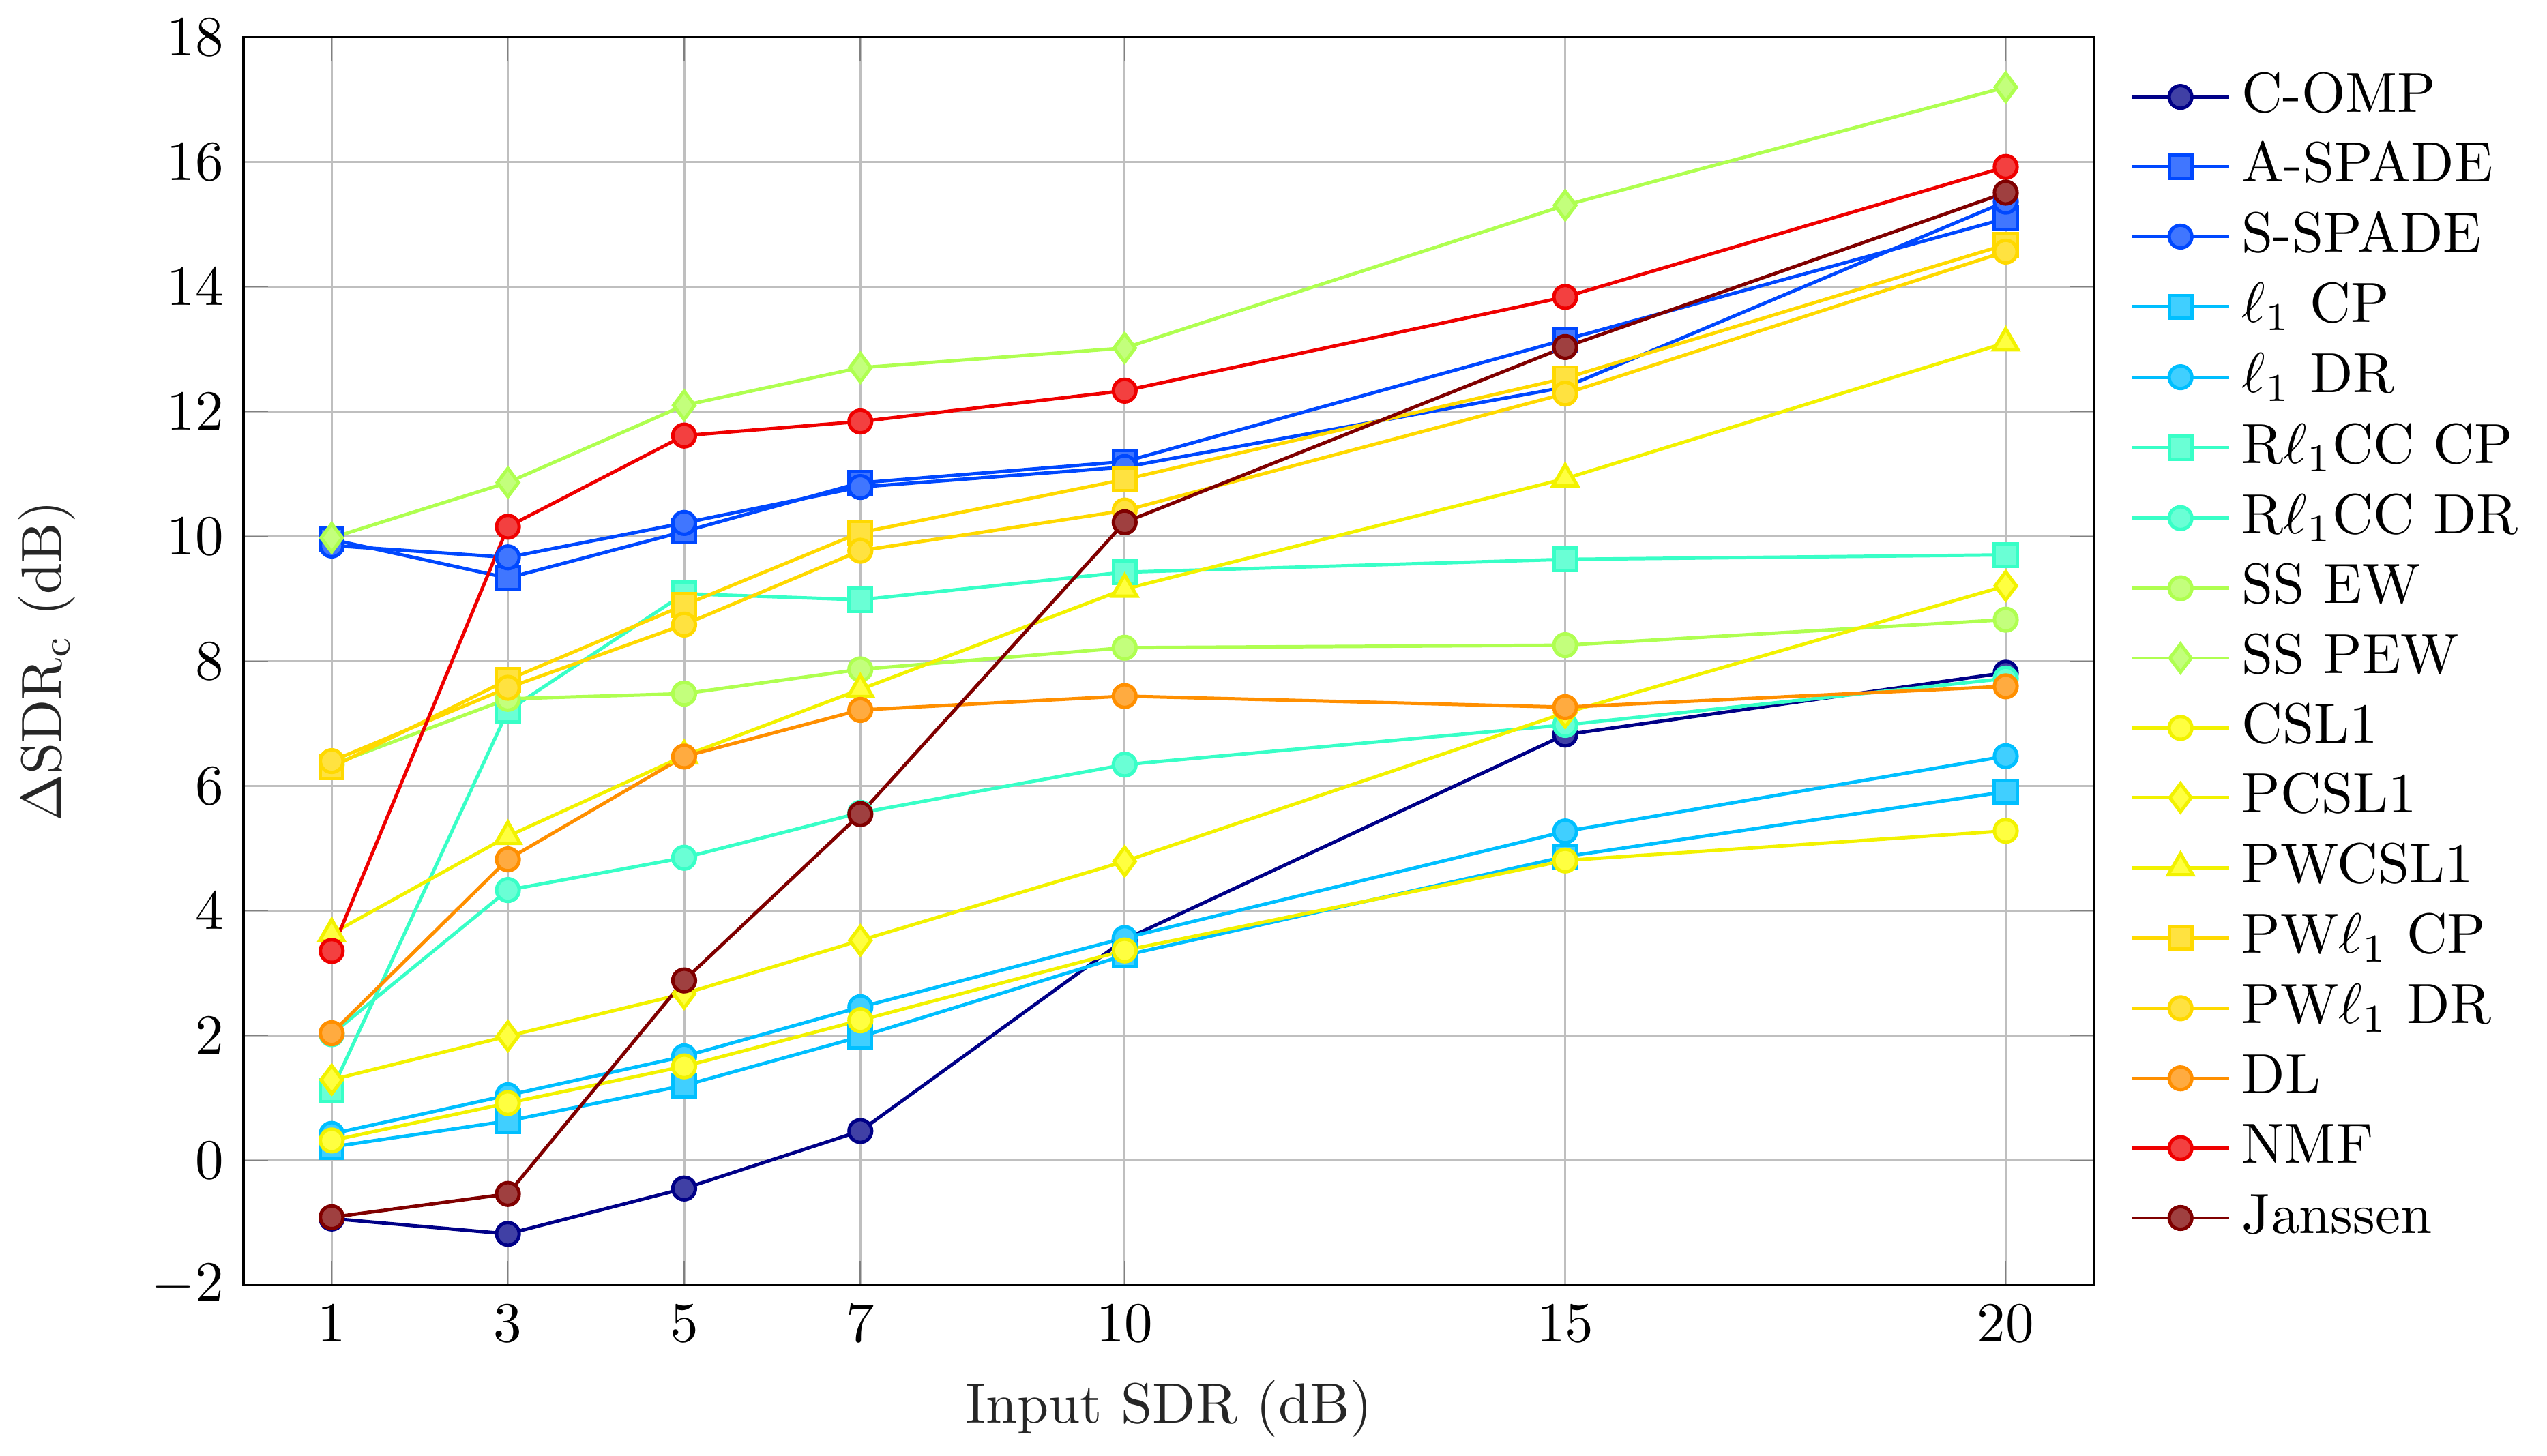 18
16
14
12
10
8
6
4
2
0
−2
ΔSDRc (dB)
1 3 5 7 10 15 20
Input SDR (dB)
C-OMP
A-SPADE
S-SPADE
ℓ1 CP
ℓ1 DR
Rℓ1CC CP
Rℓ1CC DR
SS EW
SS PEW
CSL1
PCSL1
PWCSL1
PWℓ1 CP
PWℓ1 DR
DL
NMF
Janssen